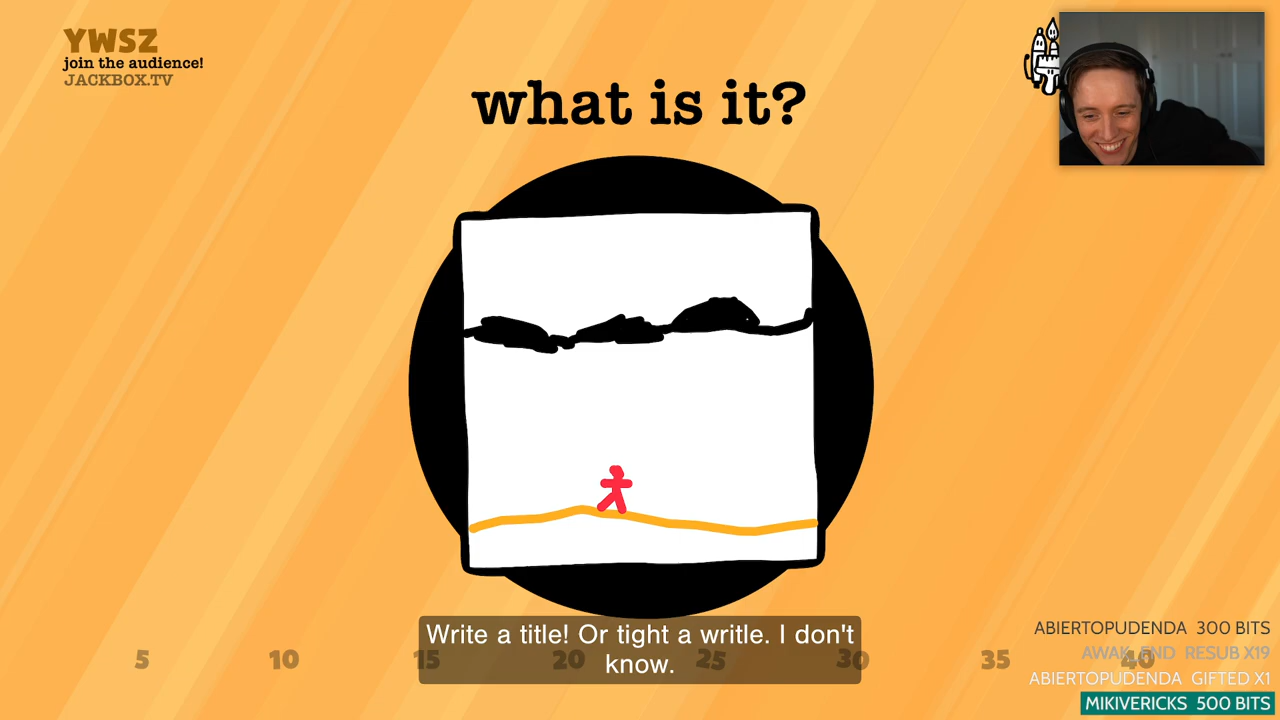 YWSZ
join the audience!
JACKBOX.TV
what is it?
Write a title! Or tight a writle. I don't
know.
5 10 15 20 25 30 35 40
ABIERTOPUDENDA 300 BITS
AWAK_END RESUB X19
ABIERTOPUDENDA GIFTED X1
MIKIVERICKS 500 BITS